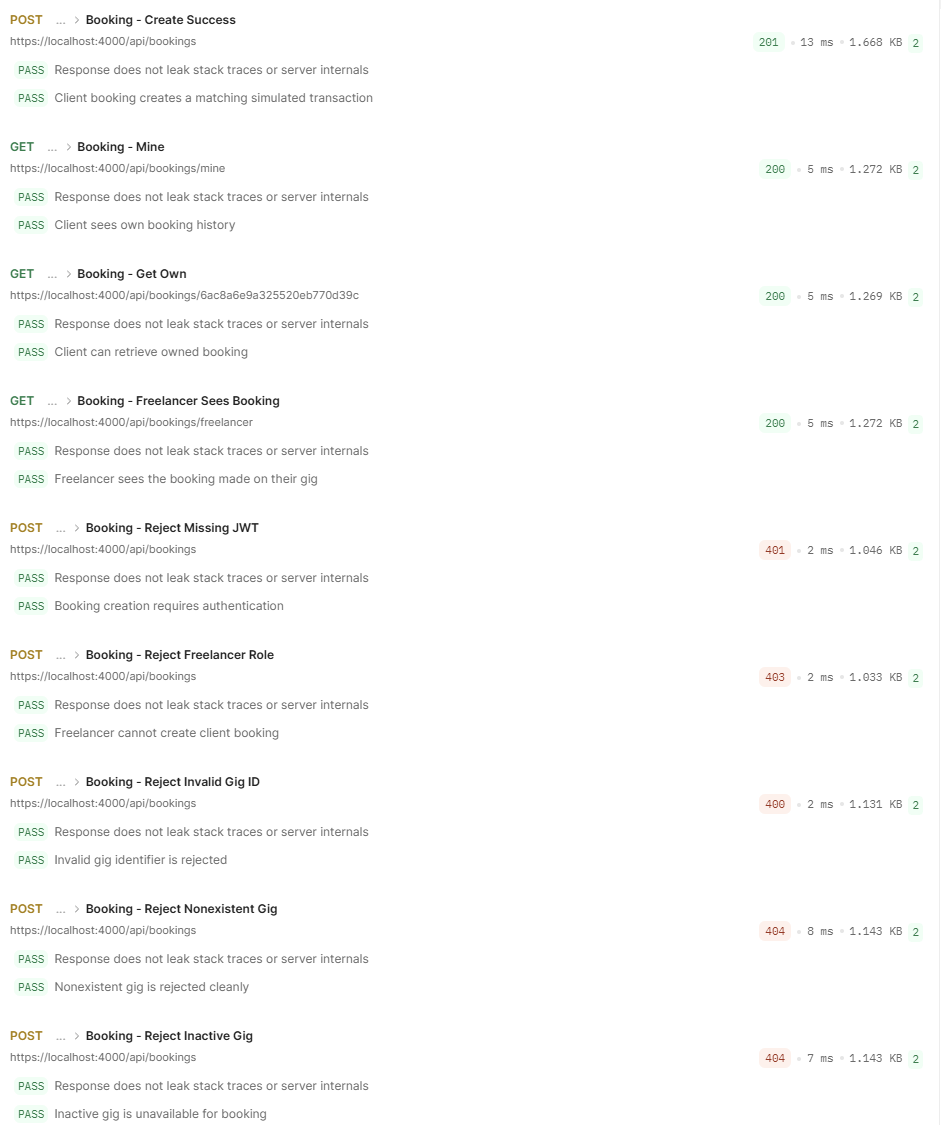 POST ... > Booking - Create Success
https://localhost:4000/api/bookings 201 • 13 ms • 1.668 KB 2
PASS Response does not leak stack traces or server internals
PASS Client booking creates a matching simulated transaction
GET ... > Booking - Mine
https://localhost:4000/api/bookings/mine 200 • 5 ms • 1.272 KB 2
PASS Response does not leak stack traces or server internals
PASS Client sees own booking history
GET ... > Booking - Get Own
https://localhost:4000/api/bookings/6ac8a6e9a325520eb770d39c 200 • 5 ms • 1.269 KB 2
PASS Response does not leak stack traces or server internals
PASS Client can retrieve owned booking
GET ... > Booking - Freelancer Sees Booking
https://localhost:4000/api/bookings/freelancer 200 • 5 ms • 1.272 KB 2
PASS Response does not leak stack traces or server internals
PASS Freelancer sees the booking made on their gig
POST ... > Booking - Reject Missing JWT
https://localhost:4000/api/bookings 401 • 2 ms • 1.046 KB 2
PASS Response does not leak stack traces or server internals
PASS Booking creation requires authentication
POST ... > Booking - Reject Freelancer Role
https://localhost:4000/api/bookings 403 • 2 ms • 1.033 KB 2
PASS Response does not leak stack traces or server internals
PASS Freelancer cannot create client booking
POST ... > Booking - Reject Invalid Gig ID
https://localhost:4000/api/bookings 400 • 2 ms • 1.131 KB 2
PASS Response does not leak stack traces or server internals
PASS Invalid gig identifier is rejected
POST ... > Booking - Reject Nonexistent Gig
https://localhost:4000/api/bookings 404 • 8 ms • 1.143 KB 2
PASS Response does not leak stack traces or server internals
PASS Nonexistent gig is rejected cleanly
POST ... > Booking - Reject Inactive Gig
https://localhost:4000/api/bookings 404 • 7 ms • 1.143 KB 2
PASS Response does not leak stack traces or server internals
PASS Inactive gig is unavailable for booking